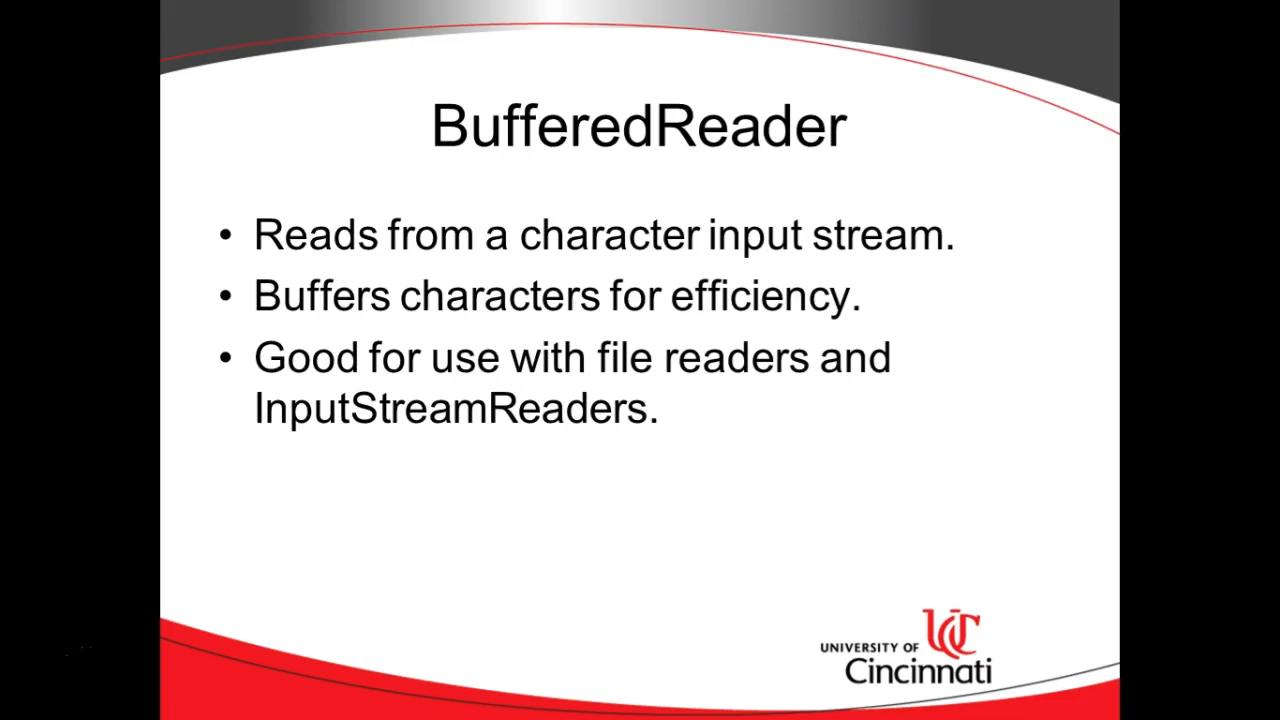 BufferedReader
• Reads from a character input stream.
• Buffers characters for efficiency.
• Good for use with file readers and
InputStreamReaders.
UC
UNIVERSITY OF
Cincinnati